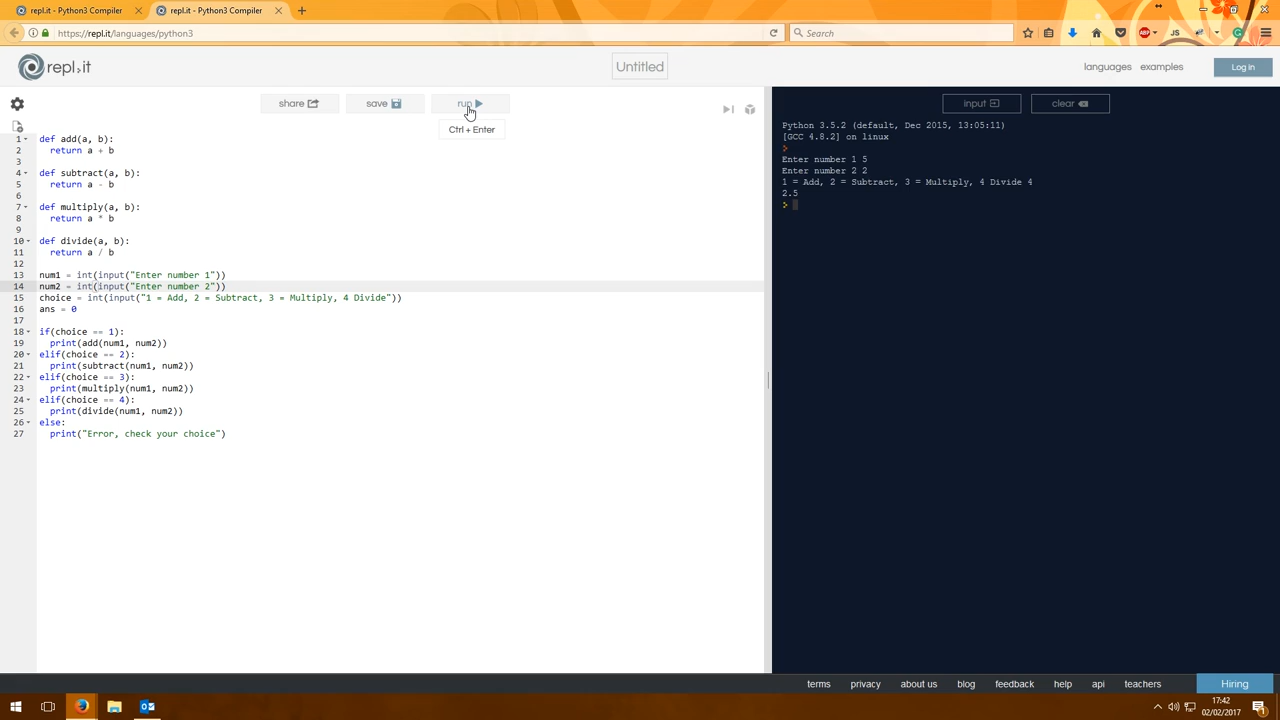 repl.it - Python3 Compiler
repl.it - Python3 Compiler
https://repl.it/languages/python3
Search
ABP
JS
repl.it
Untitled
languages
examples
Log In
share
save
run
Ctrl + Enter
input
clear
1 def add(a, b):
2 return a + b
3
4 def subtract(a, b):
5 return a - b
6
7 def multiply(a, b):
8 return a * b
9
10 def divide(a, b):
11 return a / b
12
13 num1 = int(input("Enter number 1"))
14 num2 = int(input("Enter number 2"))
15 choice = int(input("1 = Add, 2 = Subtract, 3 = Multiply, 4 Divide"))
16 ans = 0
17
18 if(choice == 1):
19 print(add(num1, num2))
20 elif(choice == 2):
21 print(subtract(num1, num2))
22 elif(choice == 3):
23 print(multiply(num1, num2))
24 elif(choice == 4):
25 print(divide(num1, num2))
26 else:
27 print("Error, check your choice")
Python 3.5.2 (default, Dec 2015, 13:05:11)
[GCC 4.8.2] on linux
Enter number 1 5
Enter number 2 2
1 = Add, 2 = Subtract, 3 = Multiply, 4 Divide 4
2.5
terms
privacy
about us
blog
feedback
help
api
teachers
Hiring
17:42
02/02/2017
1